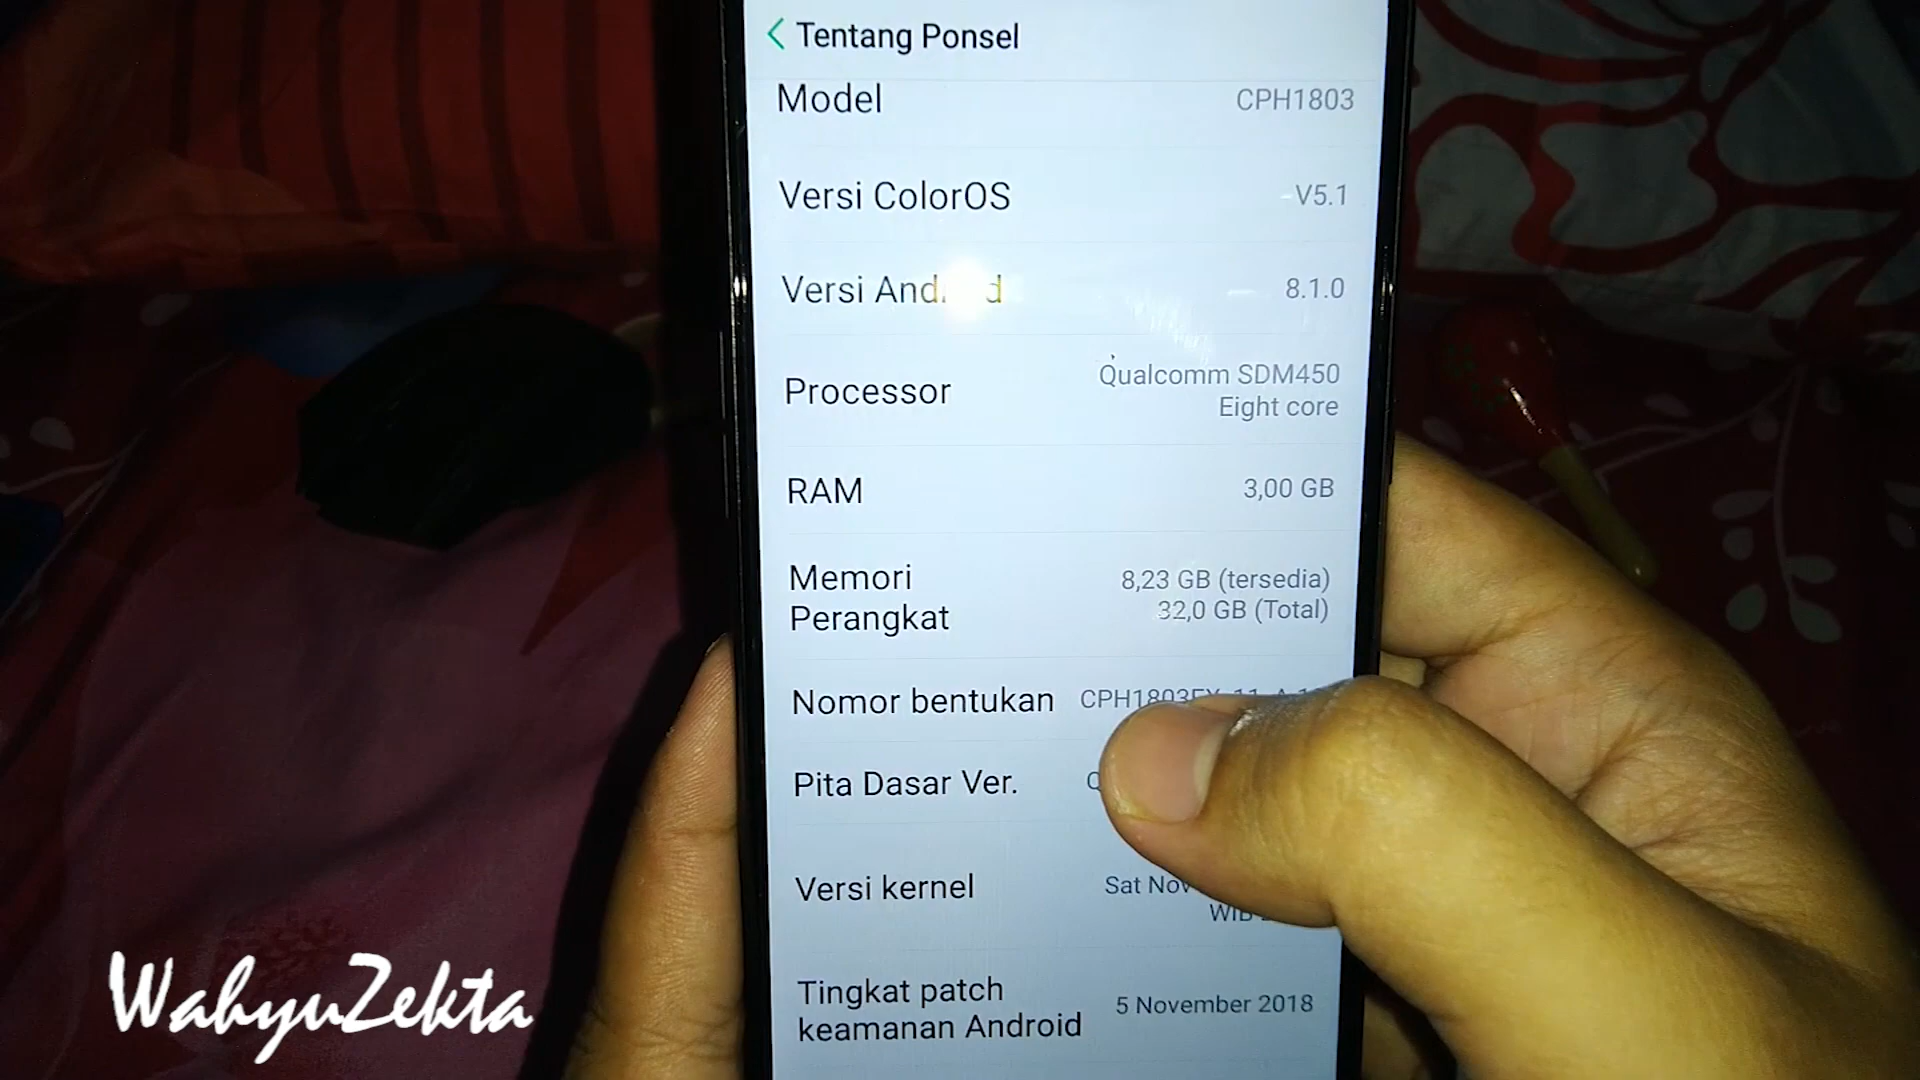 Tentang Ponsel
Model CPH1803
Versi ColorOS V5.1
Versi 8.1.0
Processor Qualcomm SDM450
Eight core
RAM 3,00 GB
Memori 8,23 GB (tersedia)
Perangkat 32,0 GB (Total)
Nomor bentukan
Pita Dasar Ver.
Versi kernel Sat
Tingkat patch
keamanan Android 5 November 2018
WahyuZekta